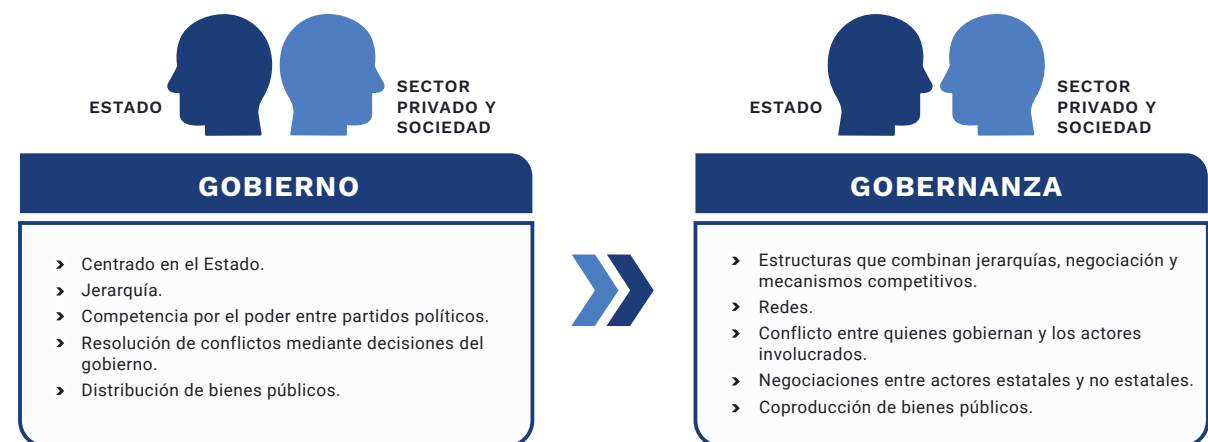 ESTADO
SECTOR
PRIVADO Y
SOCIEDAD
GOBIERNO
Centrado en el Estado.
Jerarquía.
Competencia por el poder entre partidos políticos.
Resolución de conflictos mediante decisiones del
gobierno.
Distribución de bienes públicos.
ESTADO
SECTOR
PRIVADO Y
SOCIEDAD
GOBERNANZA
Estructuras que combinan jerarquías, negociación y
mecanismos competitivos.
Redes.
Conflicto entre quienes gobiernan y los actores
involucrados.
Negociaciones entre actores estatales y no estatales.
Coproducción de bienes públicos.